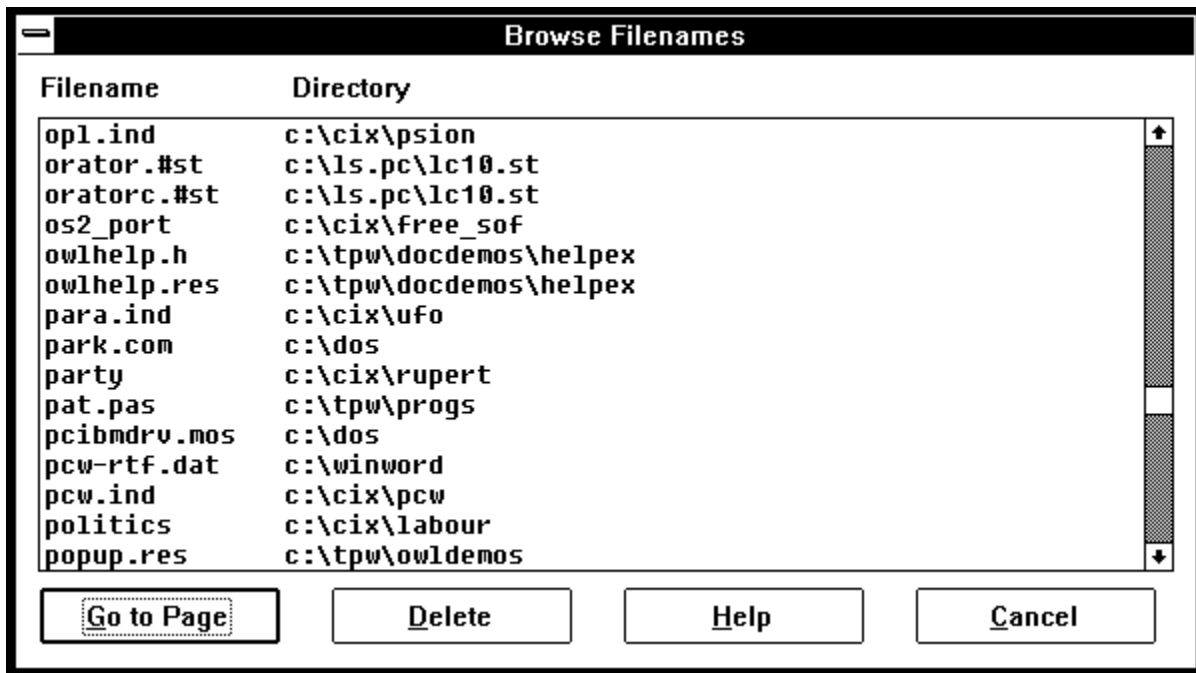 Browse Filenames
Filename Directory
opl.ind c:\cix\psion
orator.#st c:\ls.pc\lc10.st
oratorc.#st c:\ls.pc\lc10.st
os2_port c:\cix\free_sof
owlhelp.h c:\tpw\docdemos\helpex
owlhelp.res c:\tpw\docdemos\helpex
para.ind c:\cix\ufo
park.com c:\dos
party c:\cix\rupert
pat.pas c:\tpw\progs
pcibmdrv.mos c:\dos
pcw-rtf.dat c:\winword
pcw.ind c:\cix\pcw
politics c:\cix\labour
popup.res c:\tpw\owldemos
Go to Page Delete Help Cancel